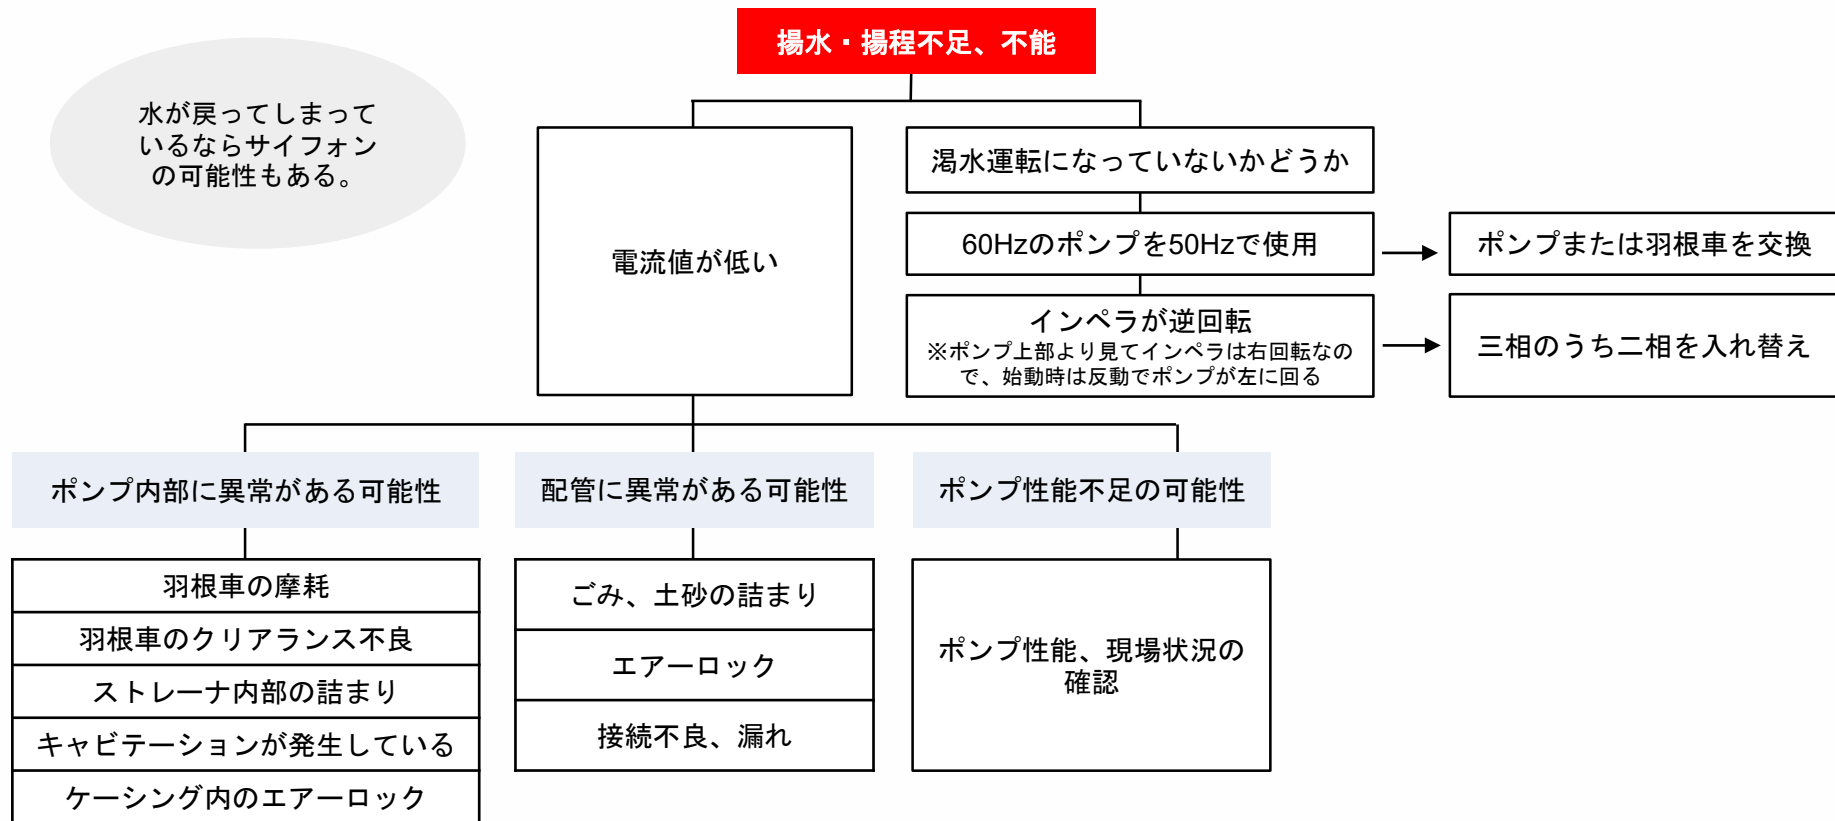 揚水・揚程不足、不能
水が戻ってしまって
いるならサイフォン
の可能性もある。
電流値が低い
渇水運転になっていないかどうか
60Hzのポンプを50Hzで使用
ポンプまたは羽根車を交換
インペラが逆回転
※ポンプ上部より見てインペラは右回転なの
で、始動時は反動でポンプが左に回る
三相のうち二相を入れ替え
ポンプ内部に異常がある可能性
羽根車の摩耗
羽根車のクリアランス不良
ストレーナ内部の詰まり
キャビテーションが発生している
ケーシング内のエアーロック
配管に異常がある可能性
ごみ、土砂の詰まり
エアーロック
接続不良、漏れ
ポンプ性能不足の可能性
ポンプ性能、現場状況の
確認